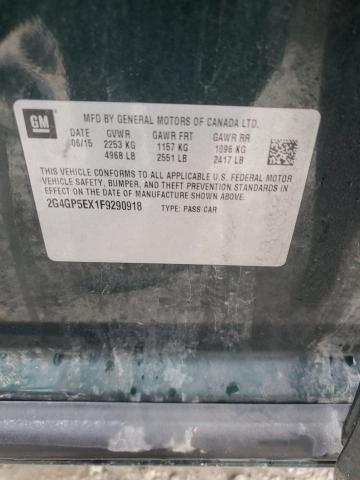 GM
MFD BY GENERAL MOTORS OF CANADA LTD.
DATE GVWR GAWR FRT GAWR RR
06/15 2253 KG 1157 KG 1096 KG
4968 LB 2551 LB 2417 LB
THIS VEHICLE CONFORMS TO ALL APPLICABLE U.S. FEDERAL MOTOR
VEHICLE SAFETY, BUMPER, AND THEFT PREVENTION STANDARDS
IN EFFECT ON THE DATE OF MANUFACTURE SHOWN ABOVE.
2G4GP5EX1F9290918 TYPE: PASS CAR